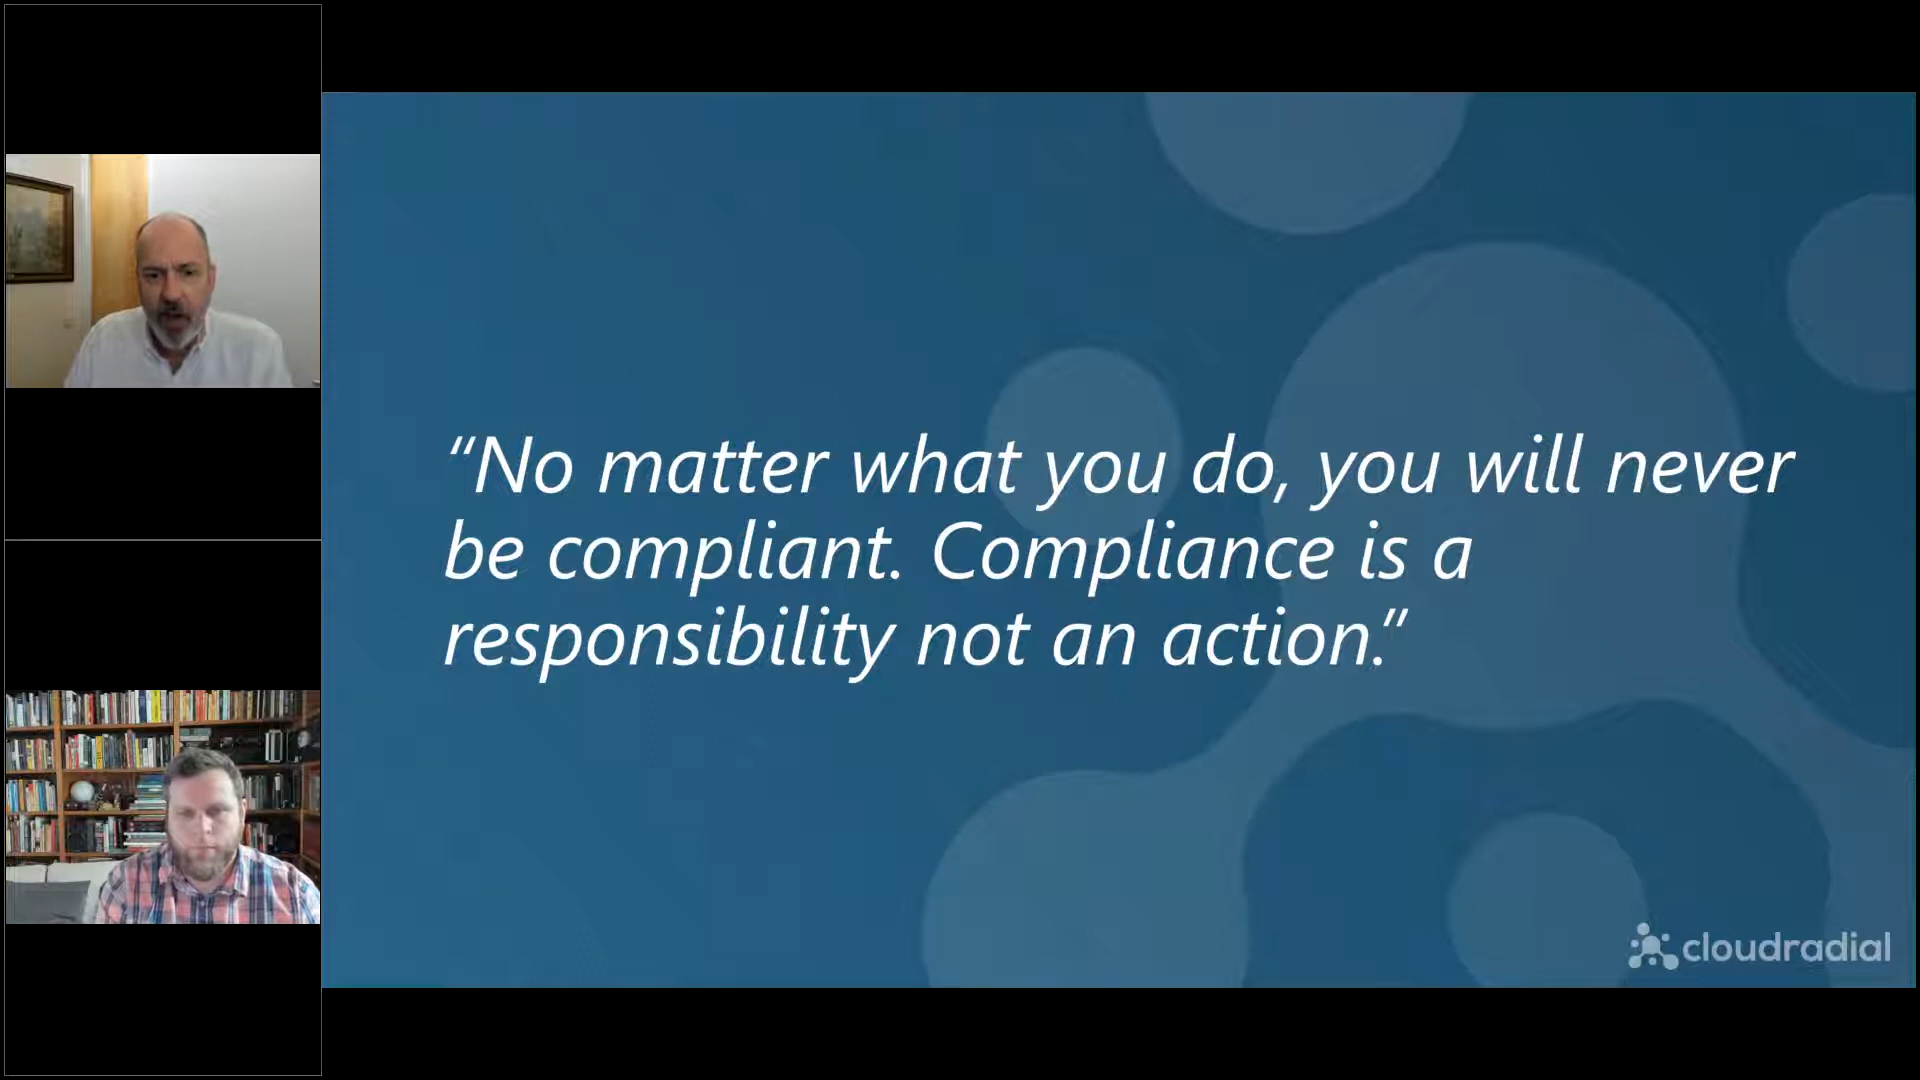 “No matter what you do, you will never
be compliant. Compliance is a
responsibility not an action.”
cloudradial